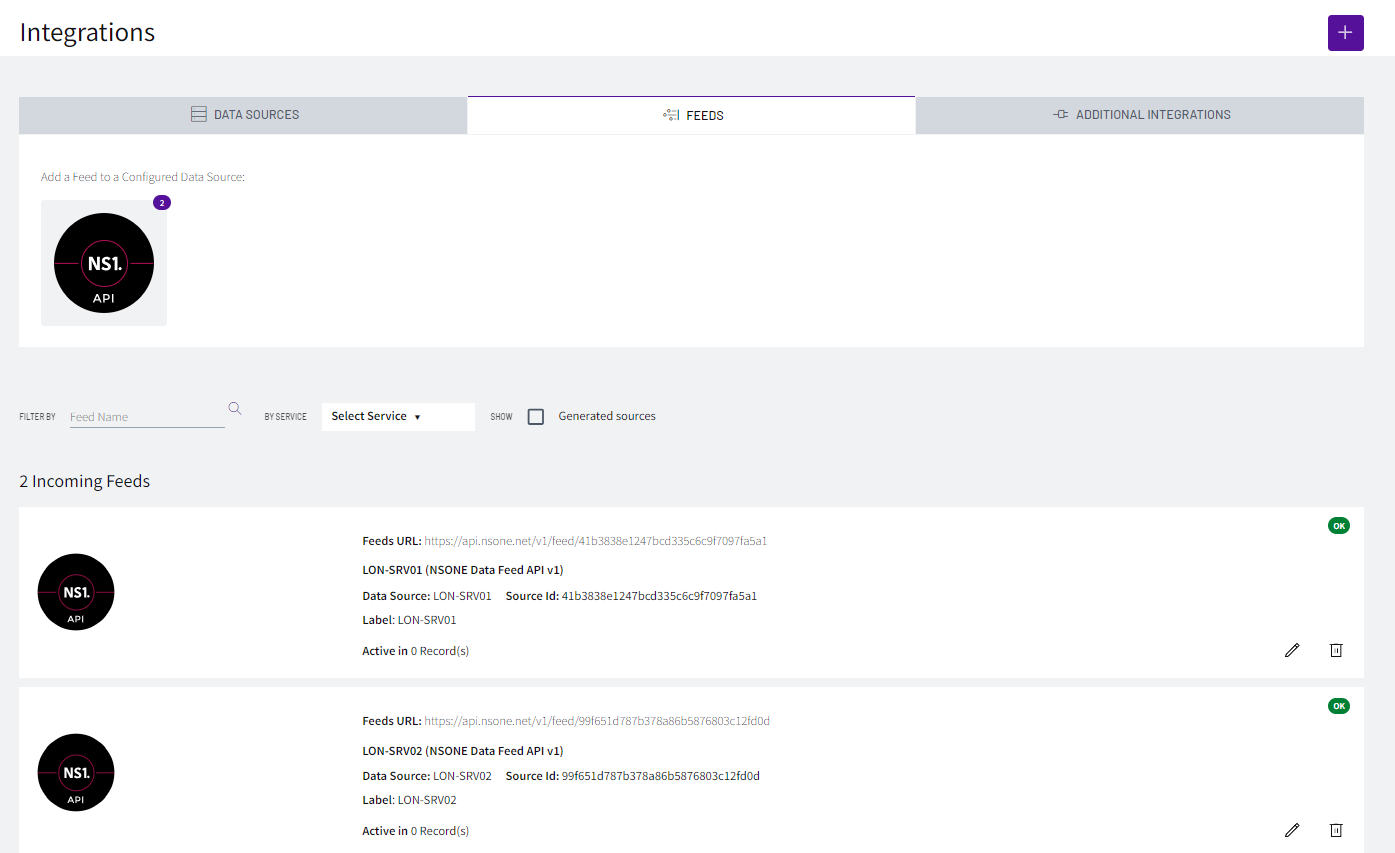 Integrations
DATA SOURCES
FEEDS
ADDITIONAL INTEGRATIONS
Add a Feed to a Configured Data Source:
2
NS1.
API
FILTER BY Feed Name BY SERVICE Select Service SHOW Generated sources
2 Incoming Feeds
OK
Feeds URL: https://api.nsone.net/v1/feed/41b3838e1247bcd335c6c9f7097fa5a1
LON-SRV01 (NSONE Data Feed API v1)
NS1.
API
Data Source: LON-SRV01 Source Id: 41b3838e1247bcd335c6c9f7097fa5a1
Label: LON-SRV01
Active in 0 Record(s)
OK
Feeds URL: https://api.nsone.net/v1/feed/99f651d787b378a86b5876803c12fd0d
LON-SRV02 (NSONE Data Feed API v1)
NS1.
API
Data Source: LON-SRV02 Source Id: 99f651d787b378a86b5876803c12fd0d
Label: LON-SRV02
Active in 0 Record(s)